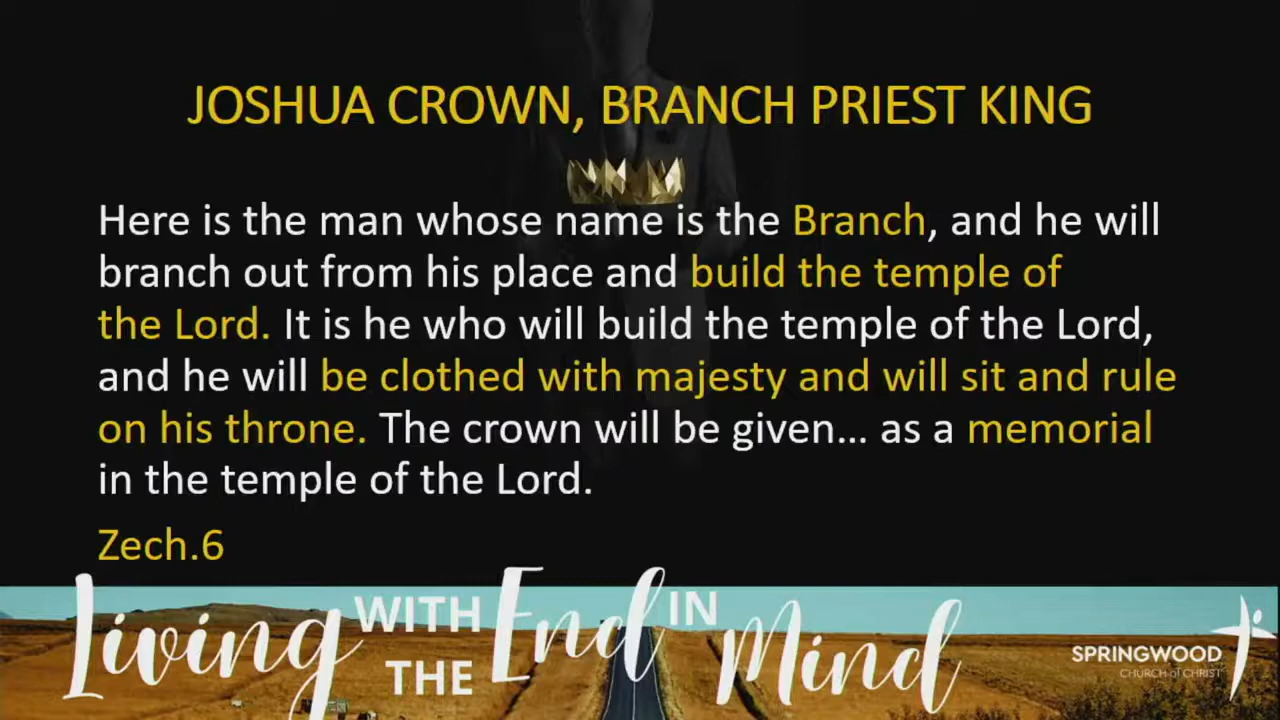 JOSHUA CROWN, BRANCH PRIEST KING
Here is the man whose name is the Branch, and he will
branch out from his place and build the temple of
the Lord. It is he who will build the temple of the Lord,
and he will be clothed with majesty and will sit and rule
on his throne. The crown will be given… as a memorial
in the temple of the Lord.
Zech.6
Living WITH THE End IN Mind
SPRINGWOOD
CHURCH of CHRIST